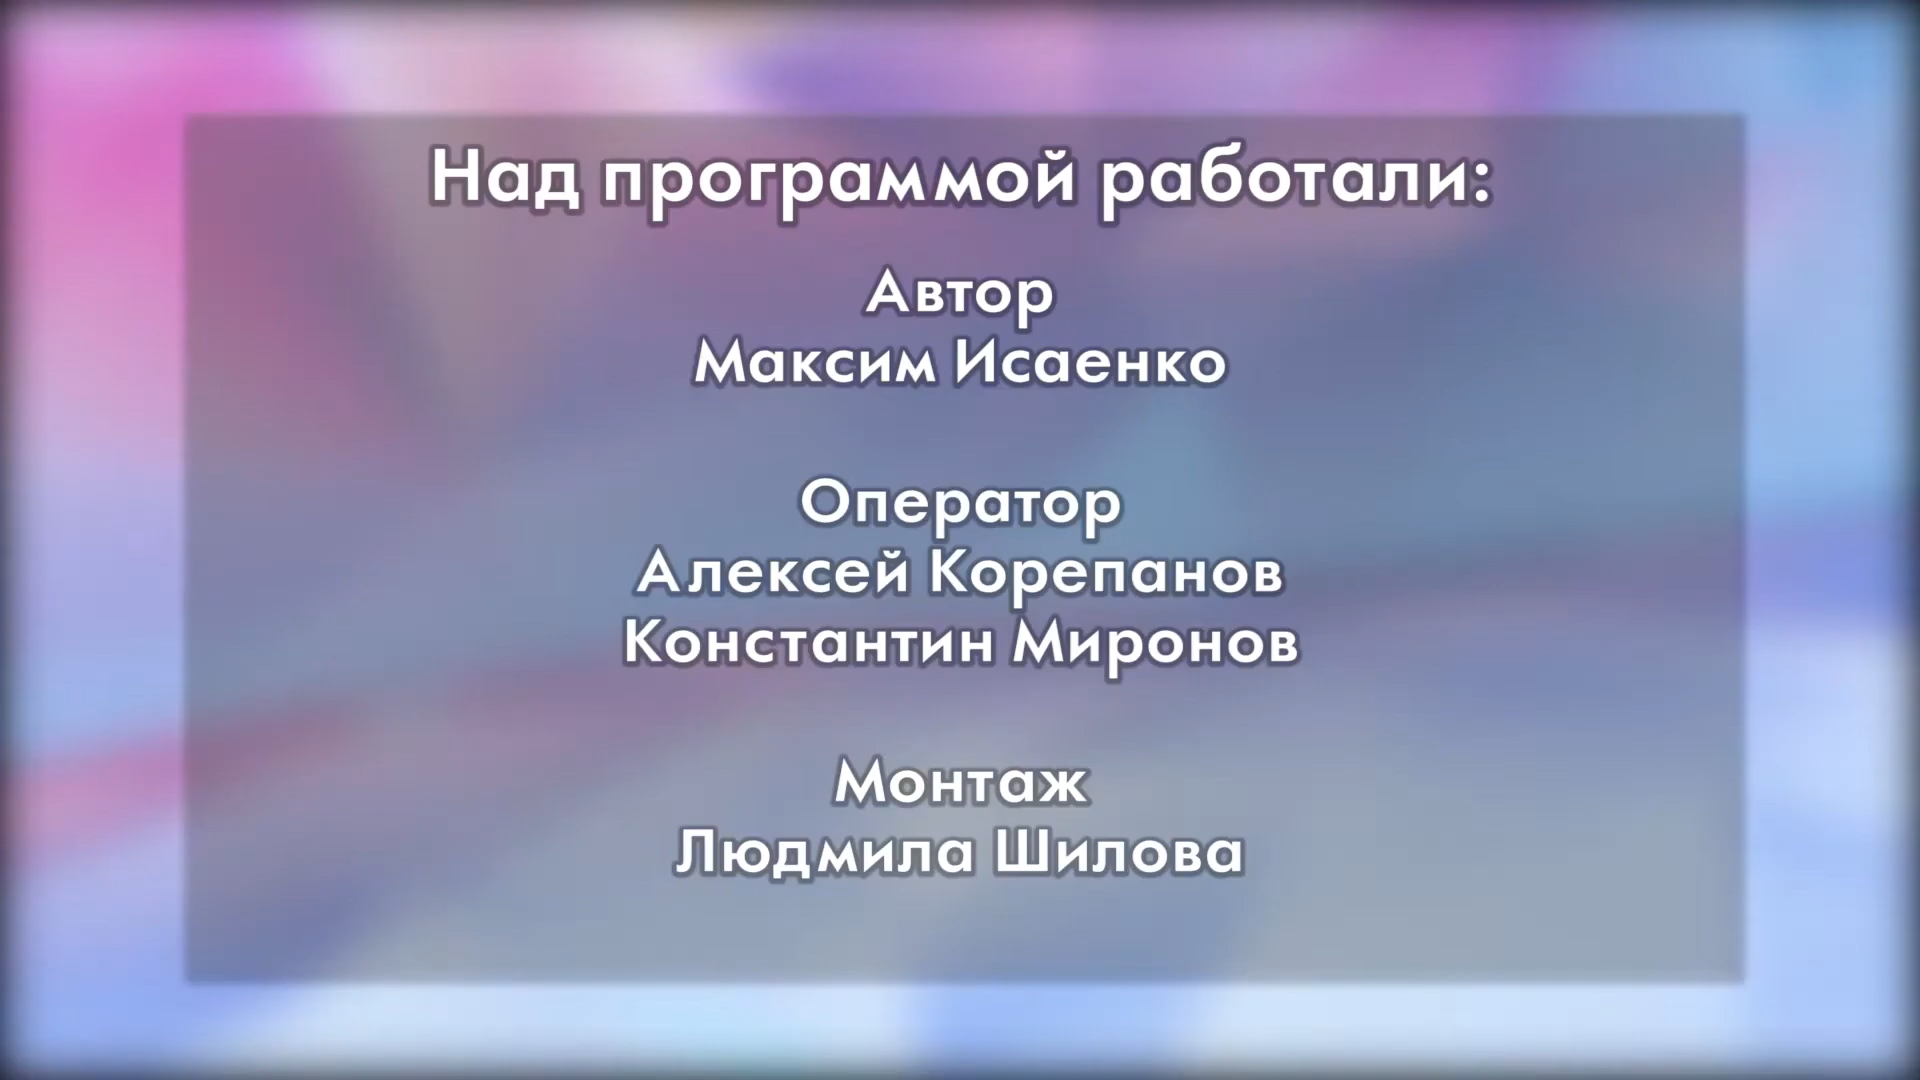 Над программой работали:
Автор
Максим Исаенко
Оператор
Алексей Корепанов
Константин Миронов
Монтаж
Людмила Шилова